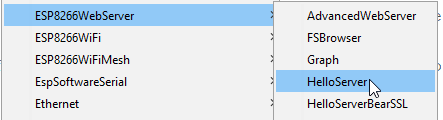 ESP8266WebServer
ESP8266WiFi
ESP8266WiFiMesh
EspSoftwareSerial
Ethernet
AdvancedWebServer
FSBrowser
Graph
HelloServer
HelloServerBearSSL